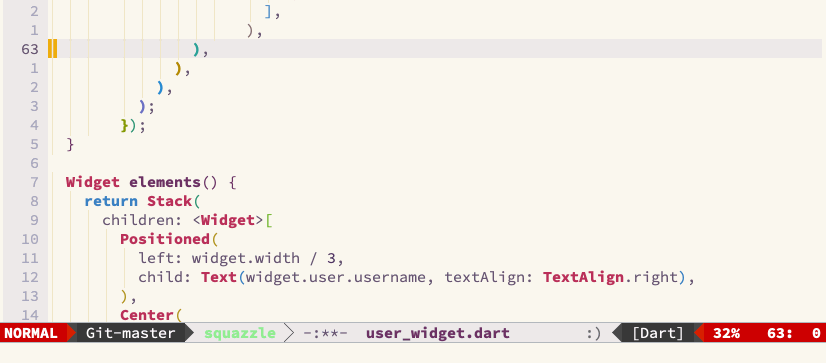 2 ],
1 ),
63 ),
1 ),
2 ),
3 );
4 });
5 }
6
7 Widget elements() {
8 return Stack(
9 children: <Widget>[
10 Positioned(
11 left: widget.width / 3,
12 child: Text(widget.user.username, textAlign: TextAlign.right),
13 ),
14 Center(
NORMAL Git-master squazzle -:**- user_widget.dart :) [Dart] 32% 63: 0